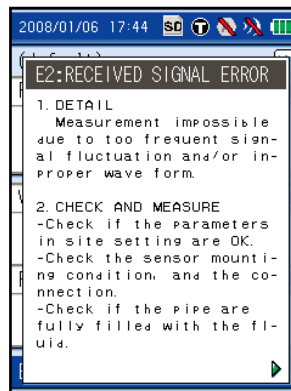 2008/01/06 17:44 SD T
E2:RECEIVED SIGNAL ERROR
1. DETAIL
Measurement impossible
due to too frequent sign-
al fluctuation and/or in-
proper wave form.
2. CHECK AND MEASURE
-Check if the parameters
in site setting are OK.
-Check the sensor mounti-
ng condition, and the co-
nnection.
-Check if the pipe are
fully filled with the fl-
uid.